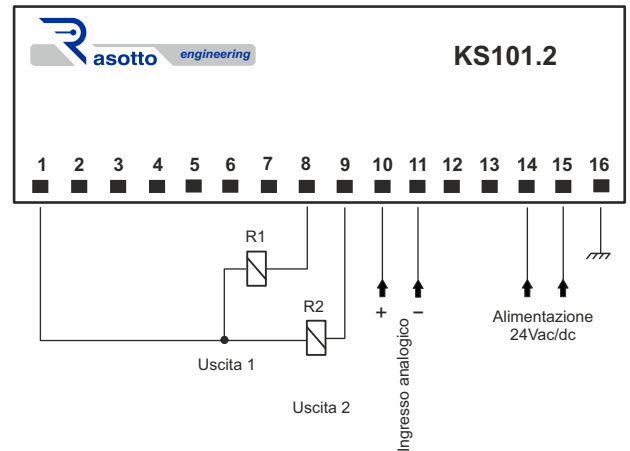 Rasotto engineering
KS101.2
1 2 3 4 5 6 7 8 9 10 11 12 13 14 15 16
R1
R2
+ −
Uscita 1
Uscita 2
Ingresso analogico
Alimentazione
24Vac/dc